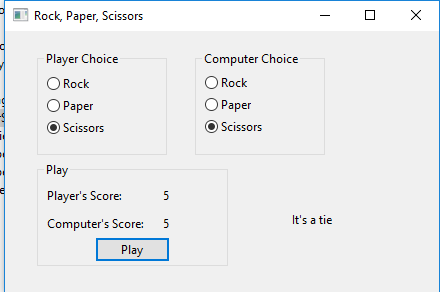 Rock, Paper, Scissors
Player Choice
Rock
Paper
Scissors
Computer Choice
Rock
Paper
Scissors
Play
Player's Score: 5
Computer's Score: 5
Play
It's a tie